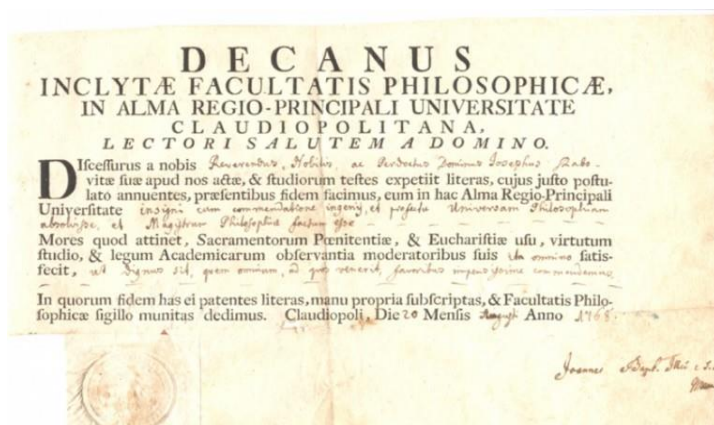 DECANUS
INCLYTÆ FACULTATIS PHILOSOPHICÆ,
IN ALMA REGIO-PRINCIPALI UNIVERSITATE
CLAUDIOPOLITANA,
LECTORI SALUTEM A DOMINO.
DIscessurus a nobis Reverendus, Nobilis, ac Perdoctus Dominus Josephus
vitæ suæ apud nos actæ, & studiorum testes expetiit literas, cujus justo postu-
lato annuentes, præsentibus fidem facimus, eum in hac Alma Regio-Principali
Universitate insigni cum commendatione ingenij, et profectu Universam Philosophiam
absolvisse, et Magistrum Philosophiæ factum esse
Mores quod attinet, Sacramentorum Pœnitentiæ, & Eucharistiæ usu, virtutum
studio, & legum Academicarum observantia moderatoribus suis ita omnino satis-
fecit, ut dignus sit, quem omnium, ad quos venerit, favoribus impensissime commendemus
In quorum fidem has ei patentes literas, manu propria subscriptas, & Facultatis Philo-
sophicæ sigillo munitas dedimus. Claudiopoli, Die 20 Mensis Augusti Anno 1768.
Joannes